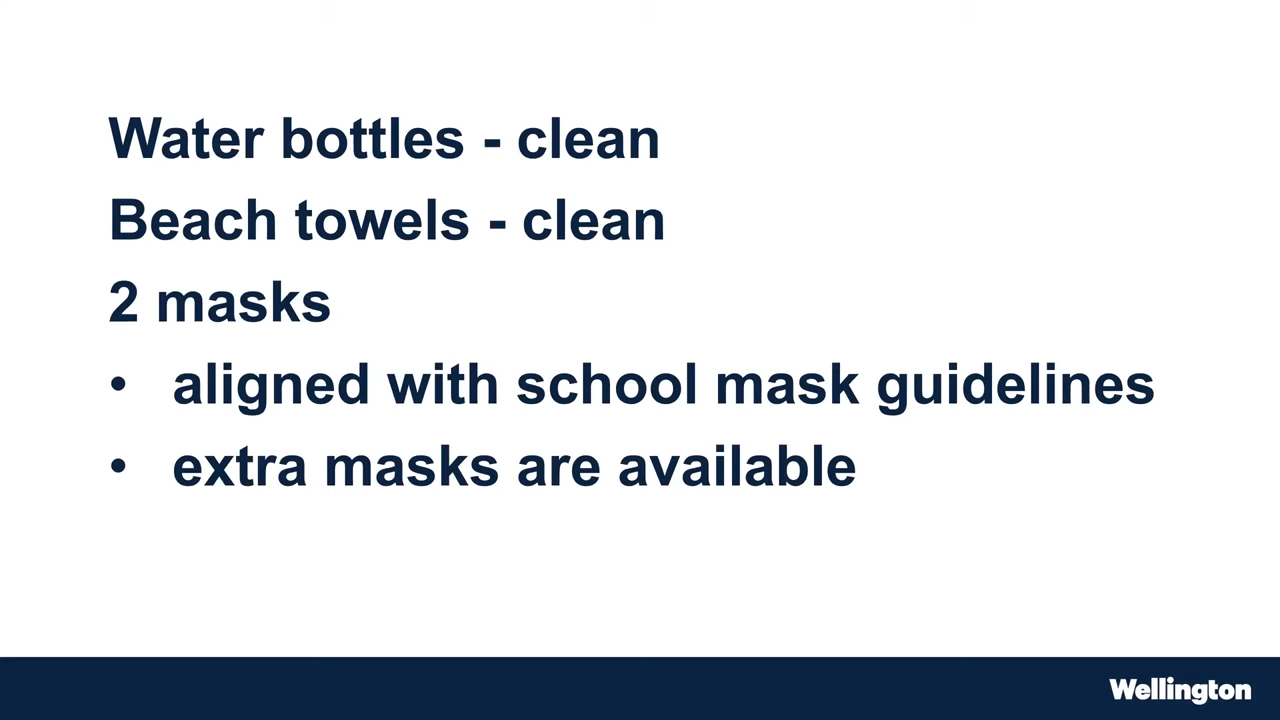 Water bottles - clean
Beach towels - clean
2 masks
• aligned with school mask guidelines
• extra masks are available
Wellington